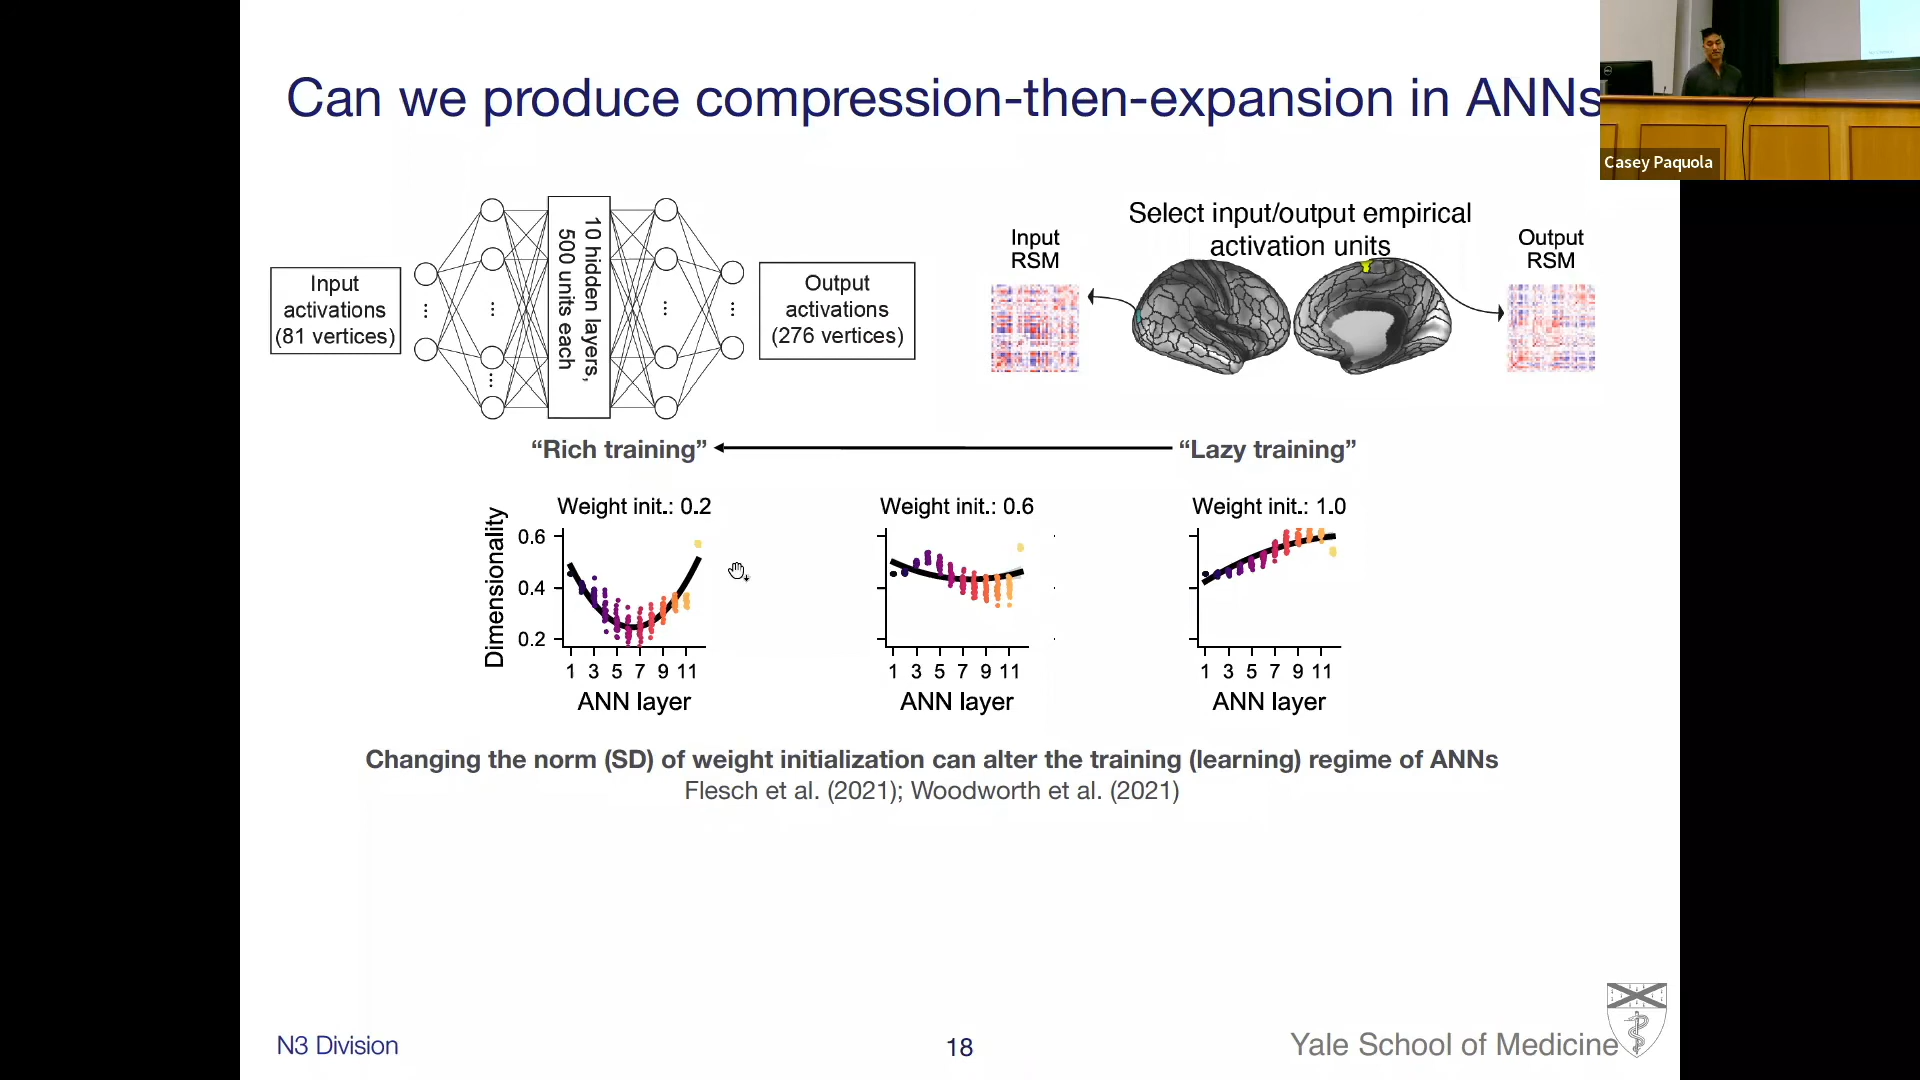 Can we produce compression-then-expansion in ANNs
Casey Paquola
Input
activations
(81 vertices)
10 hidden layers,
500 units each
Output
activations
(276 vertices)
Input
RSM
Select input/output empirical
activation units
Output
RSM
“Rich training”
“Lazy training”
Weight init.: 0.2
Weight init.: 0.6
Weight init.: 1.0
Dimensionality
0.6
0.4
0.2
1 3 5 7 9 11
1 3 5 7 9 11
1 3 5 7 9 11
ANN layer
ANN layer
ANN layer
Changing the norm (SD) of weight initialization can alter the training (learning) regime of ANNs
Flesch et al. (2021); Woodworth et al. (2021)
N3 Division
18
Yale School of Medicine